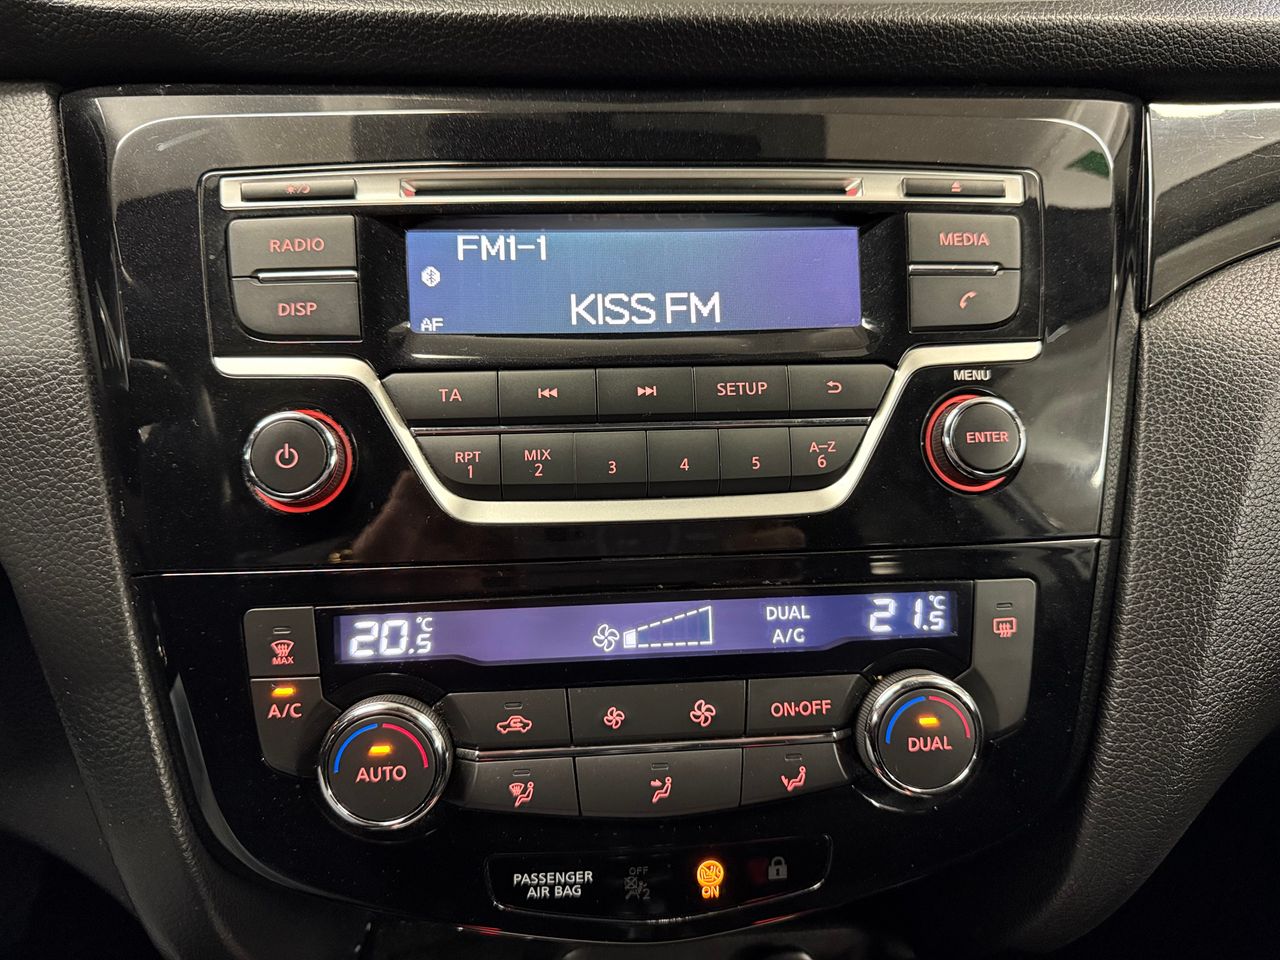 RADIO
DISP
FM1-1
KISS FM
AF
MEDIA
TA
SETUP
MENU
ENTER
RPT
1
MIX
2
3
4
5
A-Z
6
20.5°C
DUAL
A/C
21.5°C
MAX
A/C
AUTO
ON•OFF
DUAL
PASSENGER
AIR BAG
OFF
2
ON